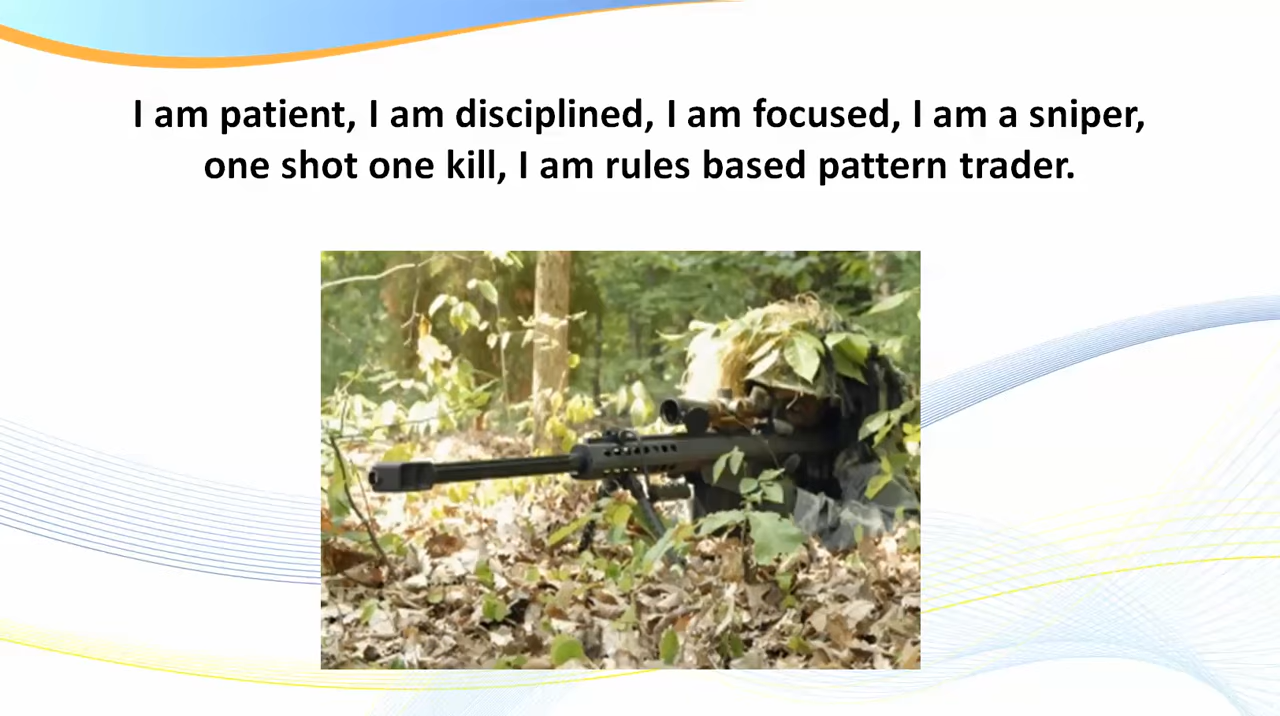 I am patient, I am disciplined, I am focused, I am a sniper,
one shot one kill, I am rules based pattern trader.